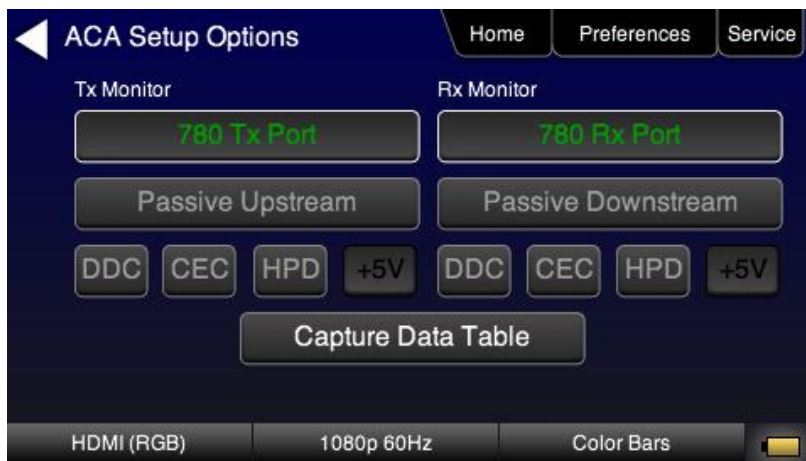 ACA Setup Options Home Preferences Service
Tx Monitor Rx Monitor
780 Tx Port 780 Rx Port
Passive Upstream Passive Downstream
DDC CEC HPD +5V DDC CEC HPD +5V
Capture Data Table
HDMI (RGB) 1080p 60Hz Color Bars